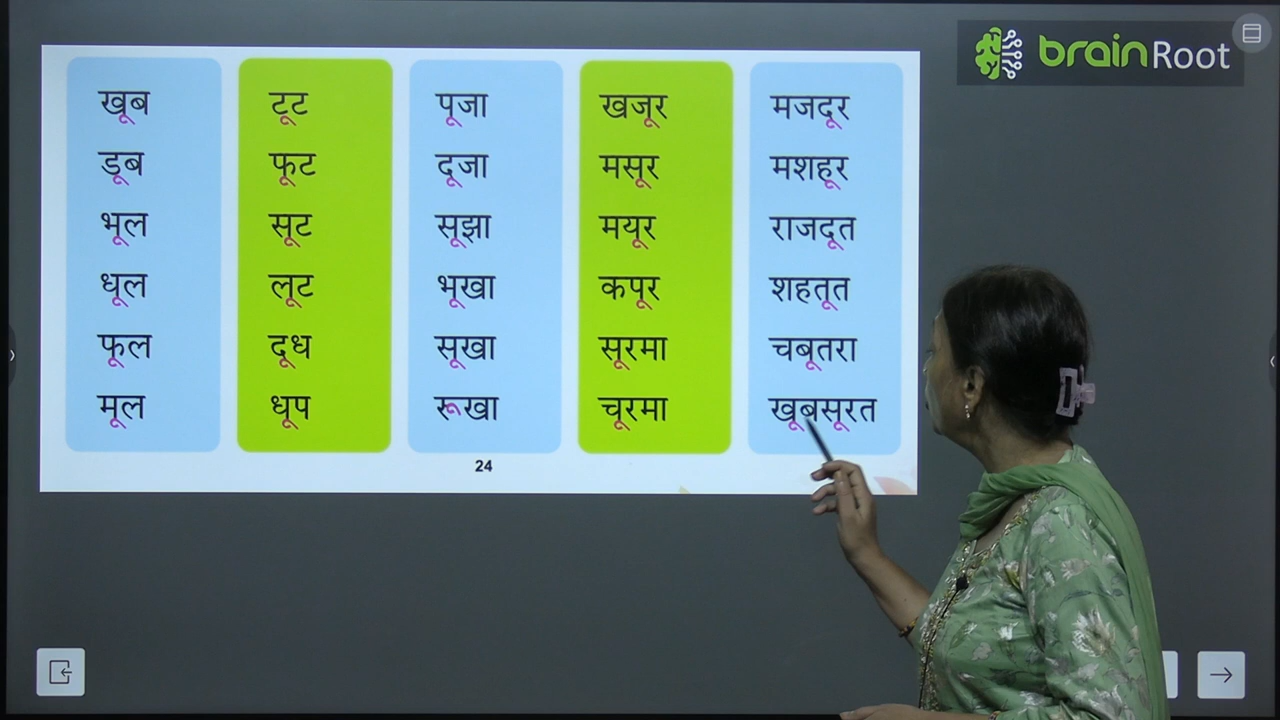 brainRoot
खूब टूट पूजा खजूर मजदूर
डूब फूट दूजा मसूर मशहूर
भूल सूट सूझा मयूर राजदूत
धूल लूट भूखा कपूर शहतूत
फूल दूध सूखा सूरमा चबूतरा
मूल धूप रूखा चूरमा खूबसूरत
24